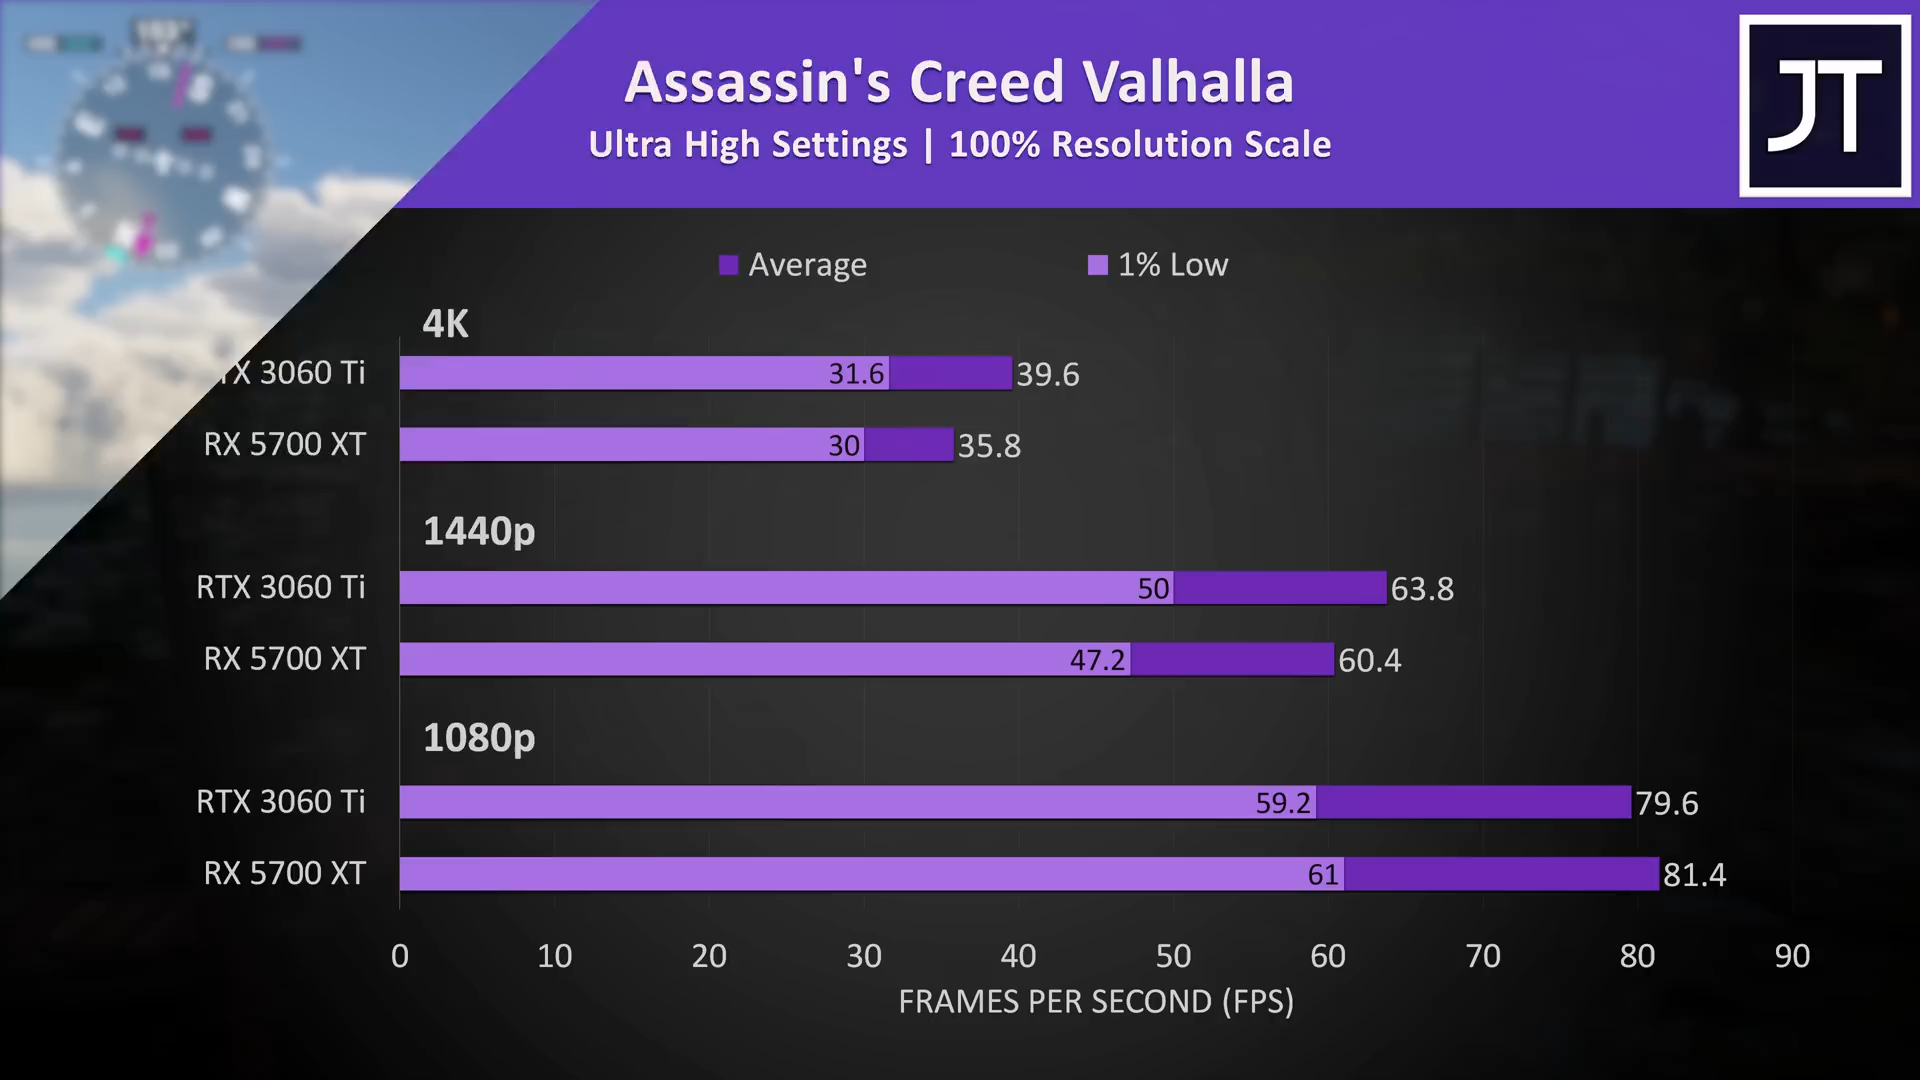 Assassin's Creed Valhalla
Ultra High Settings | 100% Resolution Scale
JT
Average
1% Low
4K
TX 3060 Ti
31.6
39.6
RX 5700 XT
30
35.8
1440p
RTX 3060 Ti
50
63.8
RX 5700 XT
47.2
60.4
1080p
RTX 3060 Ti
59.2
79.6
RX 5700 XT
61
81.4
0 10 20 30 40 50 60 70 80 90
FRAMES PER SECOND (FPS)